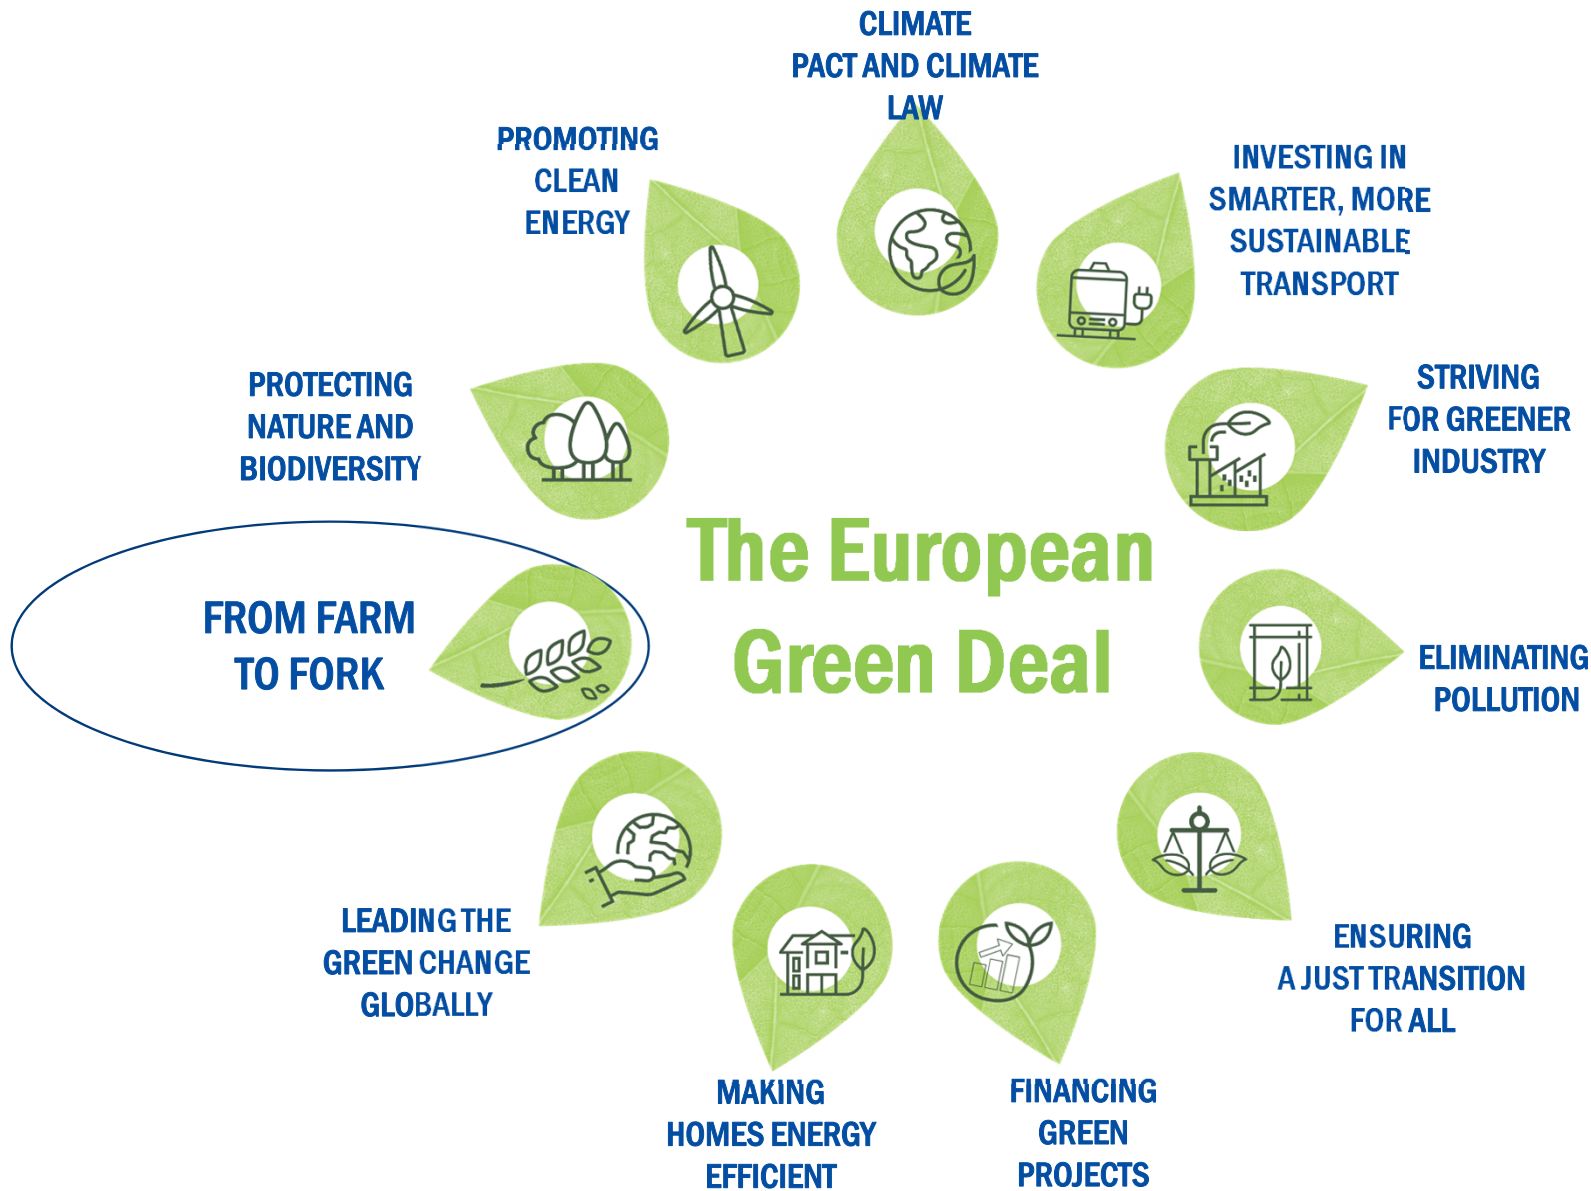 CLIMATE
PACT AND CLIMATE
LAW
PROMOTING
CLEAN
ENERGY
INVESTING IN
SMARTER, MORE
SUSTAINABLE
TRANSPORT
PROTECTING
NATURE AND
BIODIVERSITY
STRIVING
FOR GREENER
INDUSTRY
The European
Green Deal
FROM FARM
TO FORK
ELIMINATING
POLLUTION
LEADING THE
GREEN CHANGE
GLOBALLY
ENSURING
A JUST TRANSITION
FOR ALL
MAKING
HOMES ENERGY
EFFICIENT
FINANCING
GREEN
PROJECTS